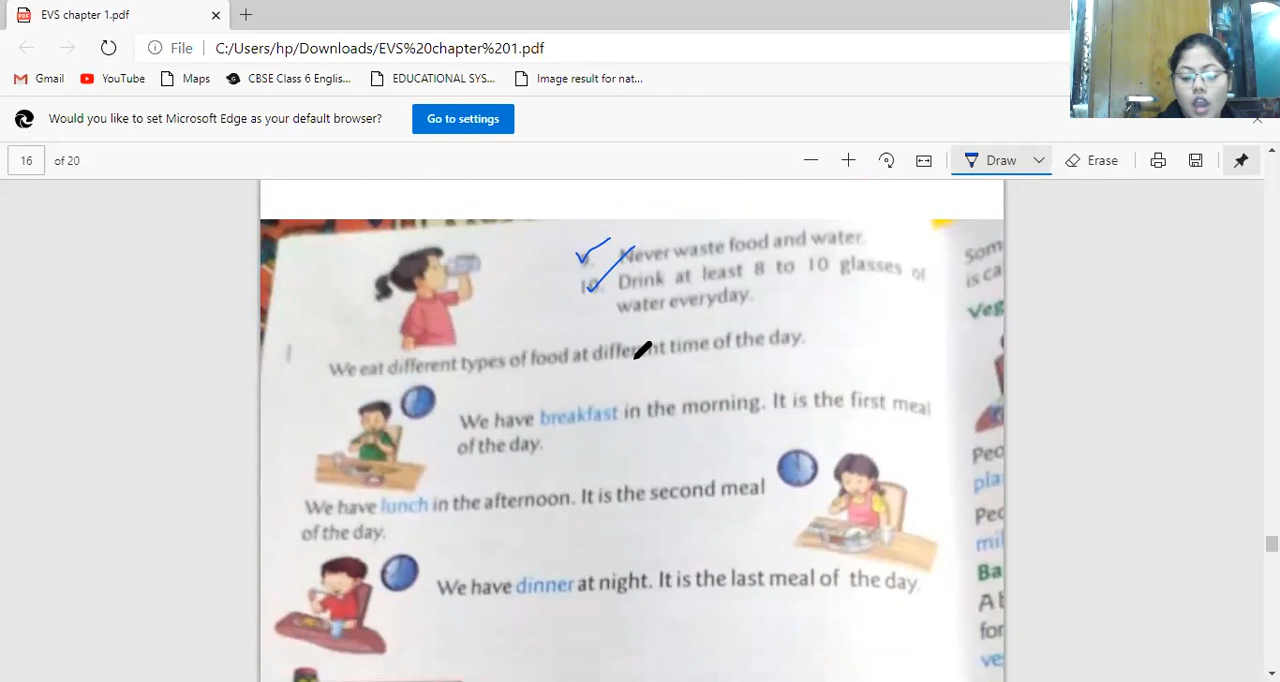 EVS chapter 1.pdf
File C:/Users/hp/Downloads/EVS%20chapter%201.pdf
Gmail YouTube Maps CBSE Class 6 Englis... EDUCATIONAL SYS... Image result for nat...
Would you like to set Microsoft Edge as your default browser? Go to settings
16 of 20 Draw Erase
Never waste food and water.
10. Drink at least 8 to 10 glasses of
water everyday.
We eat different types of food at different time of the day.
We have breakfast in the morning. It is the first meal
of the day.
We have lunch in the afternoon. It is the second meal
of the day.
We have dinner at night. It is the last meal of the day.
Som
is ca
Veg
Peo
pla
Peo
mil
Ba
A b
for
ve